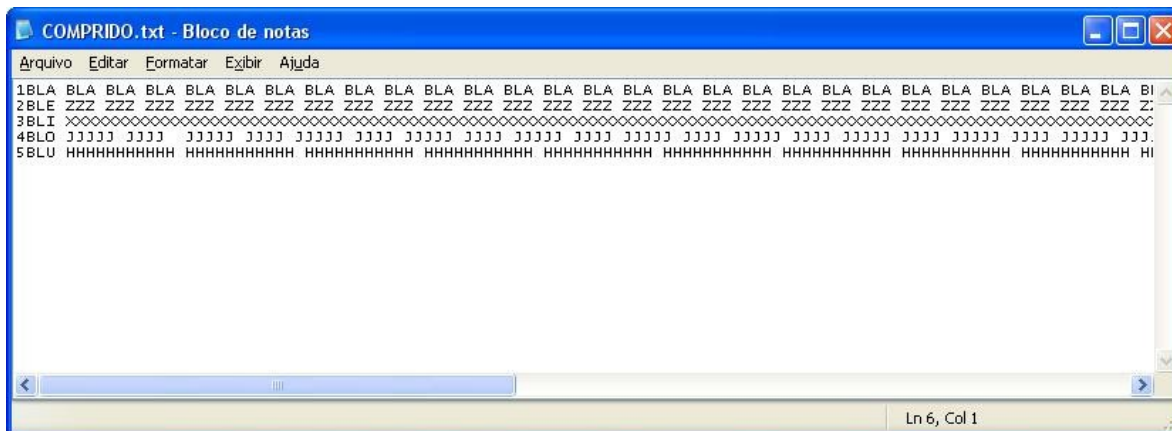 COMPRIDO.txt - Bloco de notas
Arquivo Editar Formatar Exibir Ajuda
1BLA BLA BLA BLA BLA BLA BLA BLA BLA BLA BLA BLA BLA BLA BLA BLA BLA BLA BLA BLA BLA BLA BLA BLA BLA BLA BLA BLA
2BLE ZZZ ZZZ ZZZ ZZZ ZZZ ZZZ ZZZ ZZZ ZZZ ZZZ ZZZ ZZZ ZZZ ZZZ ZZZ ZZZ ZZZ ZZZ ZZZ ZZZ ZZZ ZZZ ZZZ ZZZ ZZZ ZZZ ZZZ
3BLI XXXXXXXXXXXXXXXXXXXXXXXXXXXXXXXXXXXXXXXXXXXXXXXXXXXXXXXXXXXXXXXXXXXXXXXXXXXXXXXXXXXXXXXXXXXXXXXXXXXXXXXXXXXXXX
4BLO JJJJJ JJJJ  JJJJJ JJJJ JJJJJ JJJJ JJJJJ JJJJ JJJJJ JJJJ JJJJJ JJJJ JJJJJ JJJJ JJJJJ JJJJ JJJJJ JJJJ JJJJJ JJJ
5BLU HHHHHHHHHHH HHHHHHHHHHH HHHHHHHHHHH HHHHHHHHHHH HHHHHHHHHHH HHHHHHHHHHH HHHHHHHHHHH HHHHHHHHHHH HHHHHHHHHHH
Ln 6, Col 1